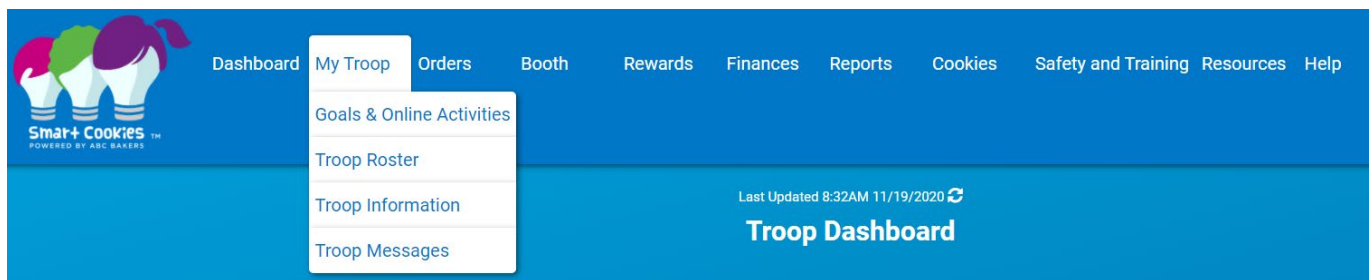 Smart Cookies TM
POWERED BY ABC BAKERS
Dashboard My Troop Orders Booth Rewards Finances Reports Cookies Safety and Training Resources Help
Goals & Online Activities
Troop Roster
Troop Information
Troop Messages
Last Updated 8:32AM 11/19/2020
Troop Dashboard